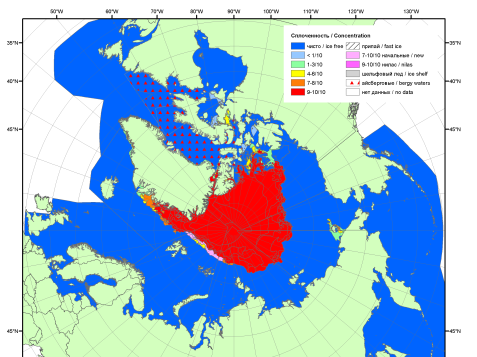 50°W 60°W 70°W 80°W 90°W 100°W 110°W 120°W 130°W
35°N 35°N
Сплоченность / Concentration
чисто / ice free припай / fast ice
< 1/10 7-10/10 начальные / new
1-3/10 9-10/10 нилас / nilas
4-6/10 шельфовый лед / ice shelf
7-8/10 айсберговые / bergy waters
9-10/10 нет данных / no data
40°N 40°N
45°N 45°N
45°N 45°N